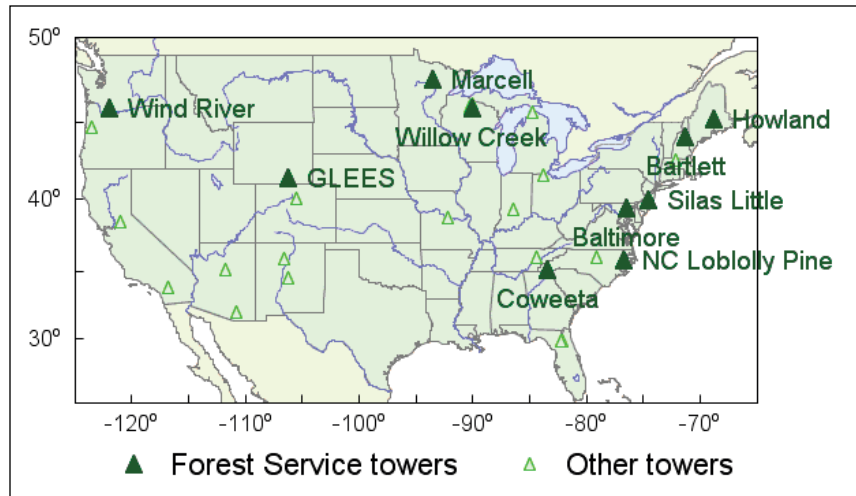 50º
Marcell
Wind River
Howland
Willow Creek
Bartlett
GLEES
40º
Silas Little
Baltimore
NC Loblolly Pine
Coweeta
30º
-120º -110º -100º -90º -80º -70º
Forest Service towers Other towers